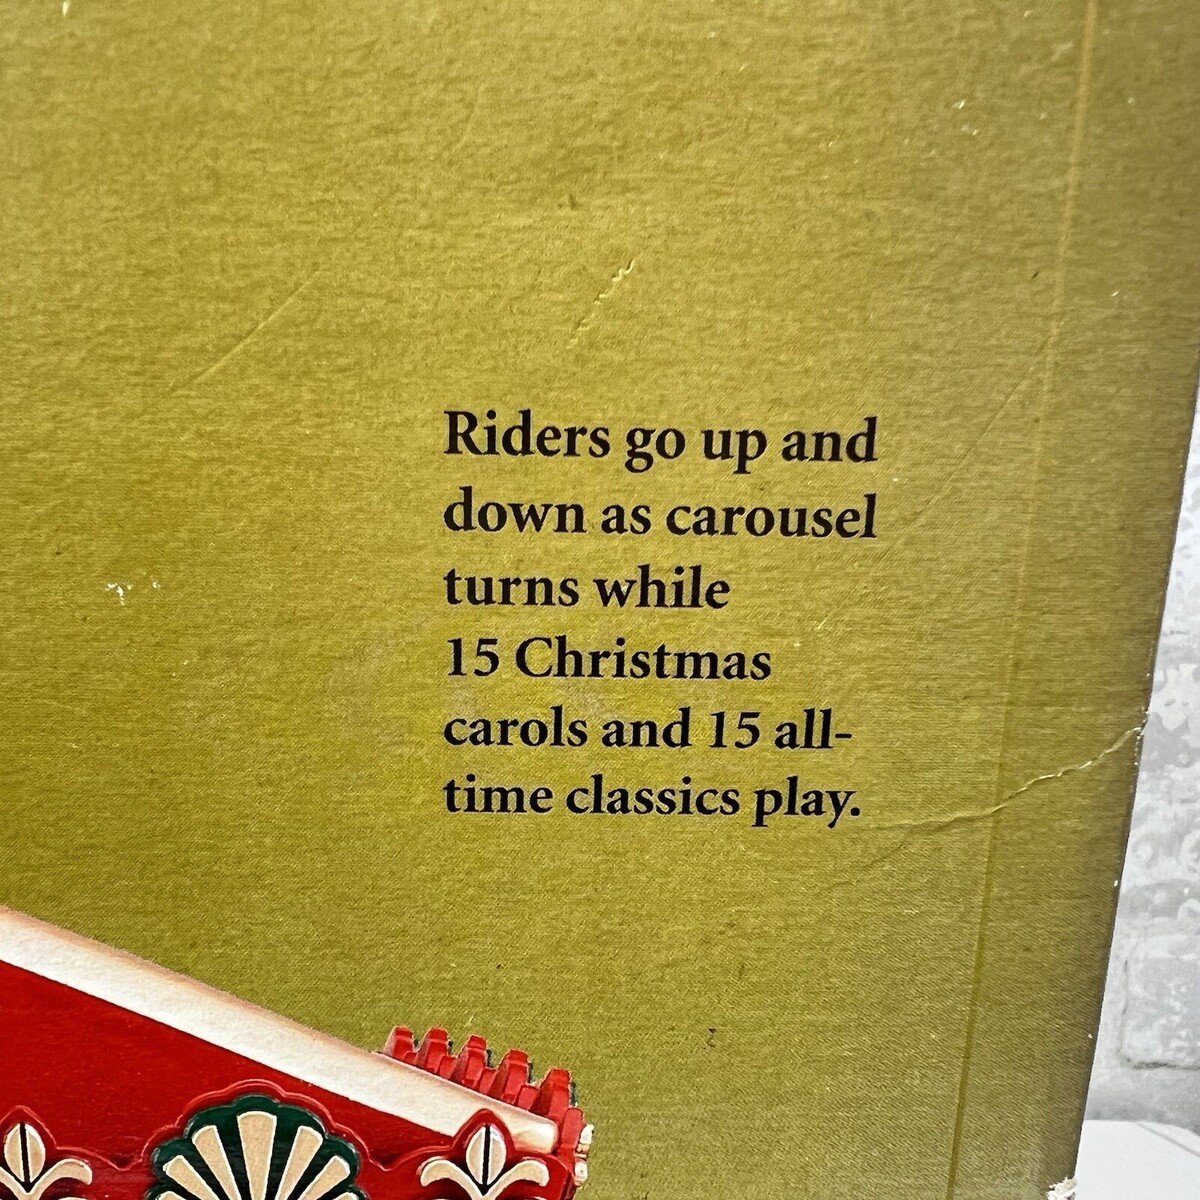 Riders go up and
down as carousel
turns while
15 Christmas
carols and 15 all-
time classics play.